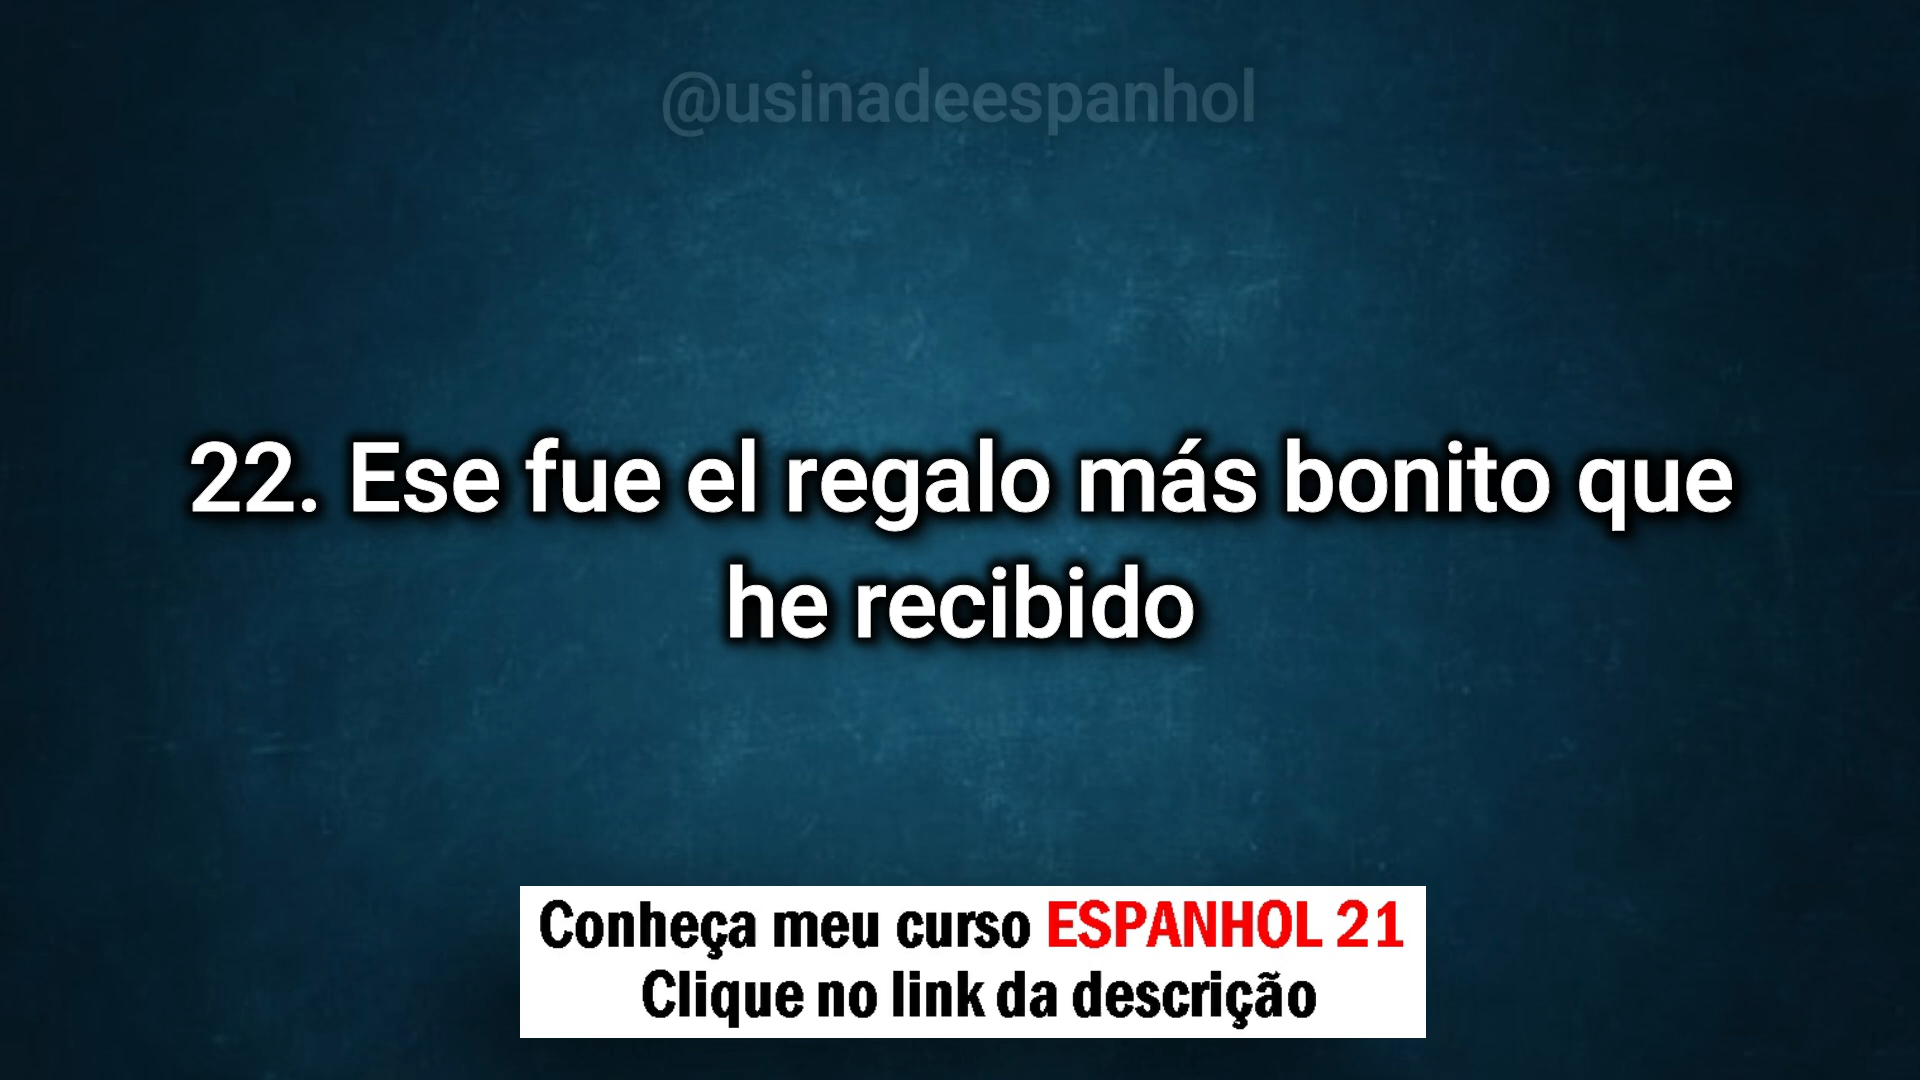 @usinadeespanhol
22. Ese fue el regalo más bonito que
he recibido
Conheça meu curso ESPANHOL 21
Clique no link da descrição